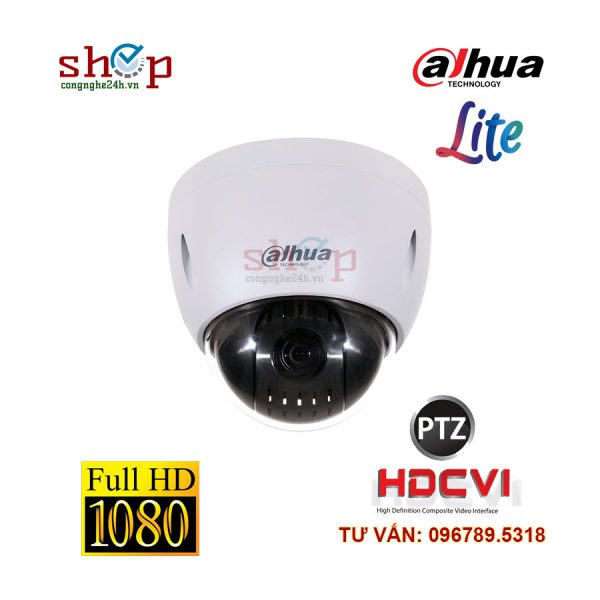 shop
congnghe24h.vn
alhua
TECHNOLOGY
Lite
alhua
TECHNOLOGY
shop
congnghe24h.vn
PTZ
HDCVI
High Definition Composite Video Interface
Full HD
1080
TƯ VẤN: 096789.5318